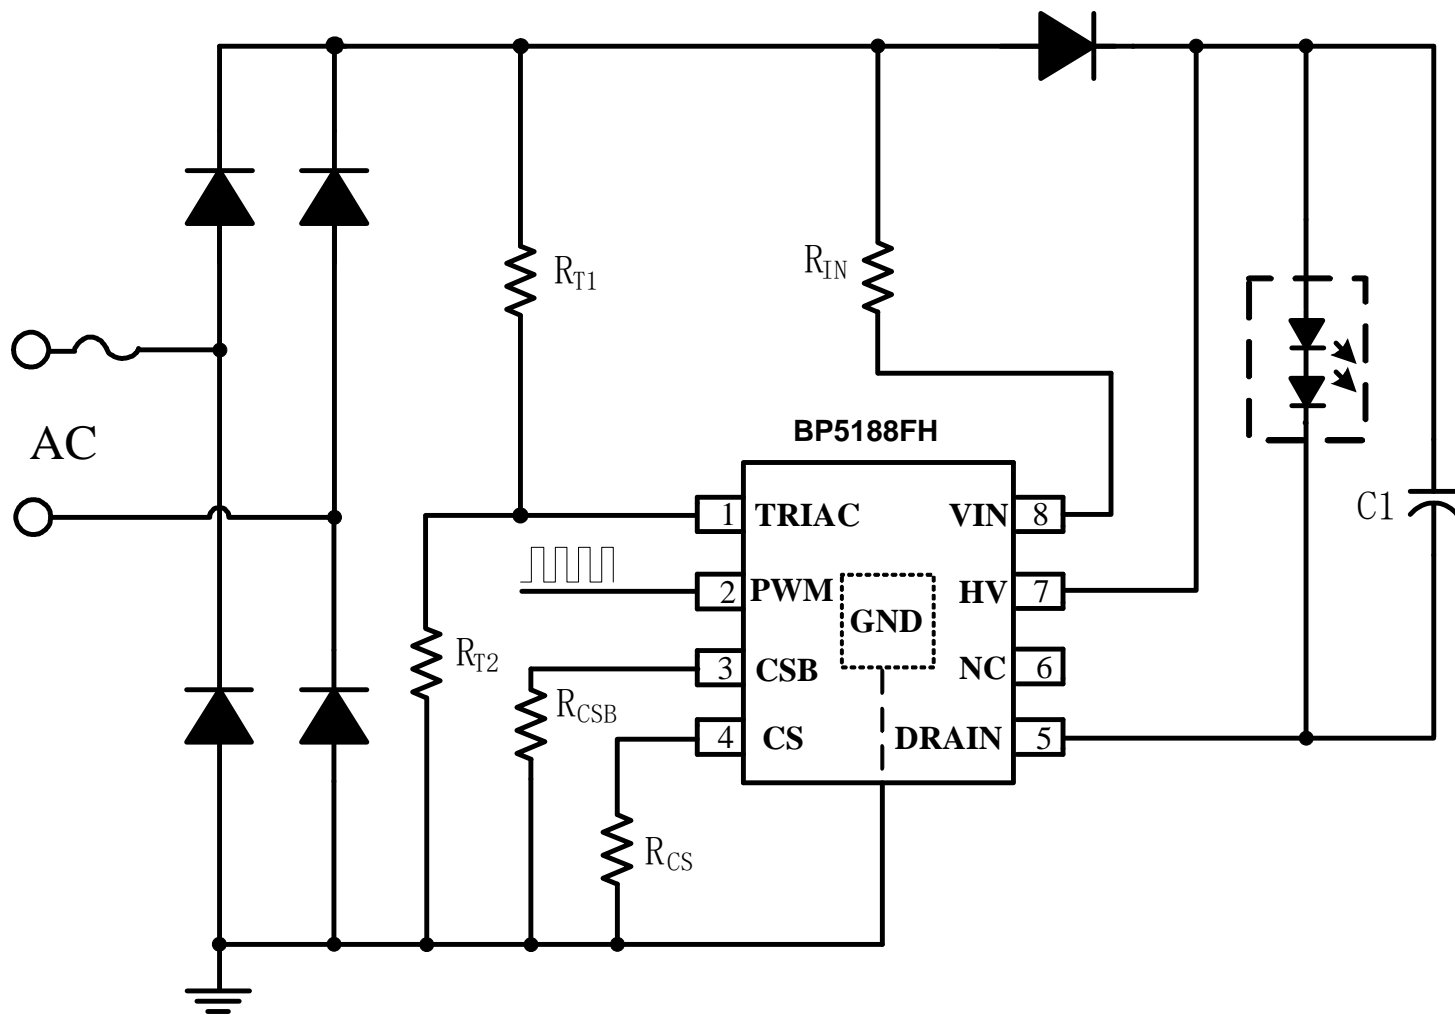 R_T1
R_IN
AC
BP5188FH
C1
1 TRIAC VIN 8
2 PWM HV 7
GND
R_T2
3 CSB NC 6
R_CSB
4 CS DRAIN 5
R_CS